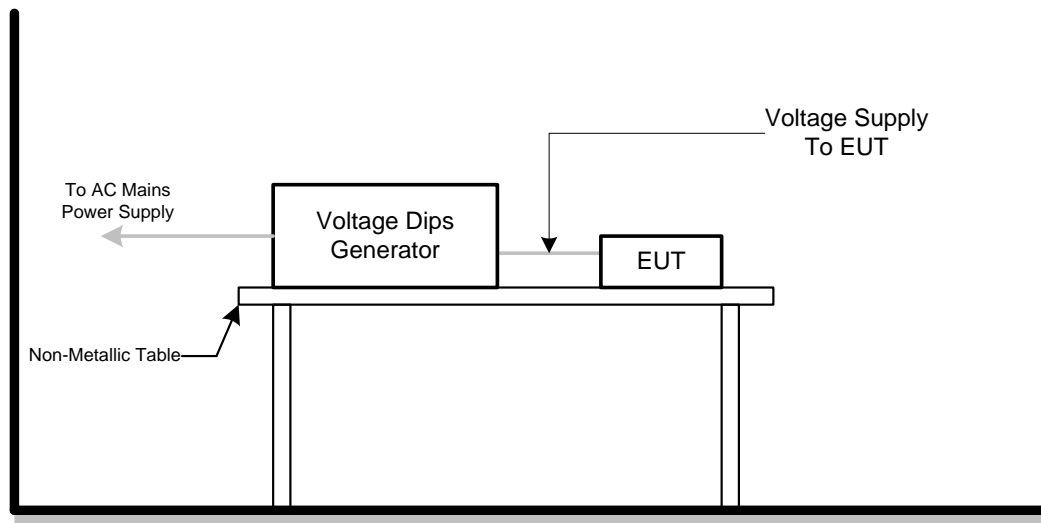 Voltage Supply
To EUT
To AC Mains
Power Supply
Voltage Dips
Generator
EUT
Non-Metallic Table